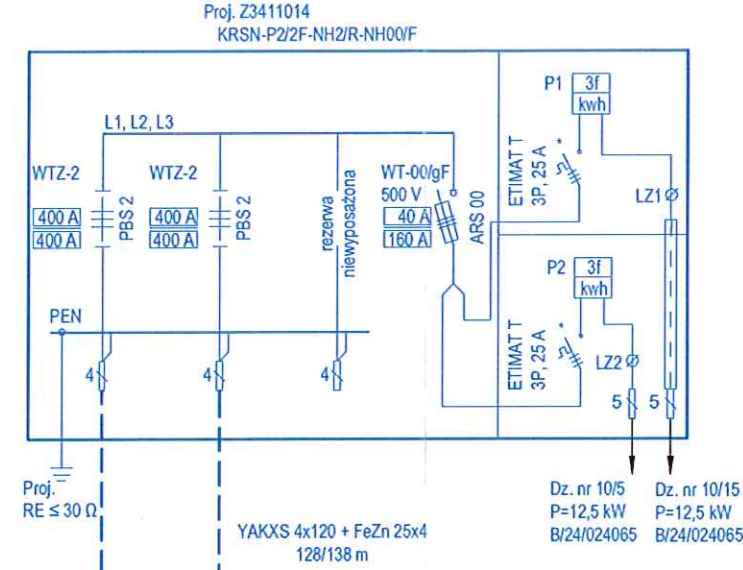 Proj. Z3411014
KRSN-P2/2F-NH2/R-NH00/F
L1, L2, L3
WTZ-2
400 A
400 A
PBS 2
WTZ-2
400 A
400 A
PBS 2
rezerwa
niewyposażona
WT-00/gF
500 V
40 A
160 A
ARS 00
P1
3f
kwh
ETIMAT T
3P, 25 A
LZ1
P2
3f
kwh
ETIMAT T
3P, 25 A
LZ2
PEN
4
4
4
5
5
Proj.
RE ≤ 30 Ω
YAKXS 4x120 + FeZn 25x4
128/138 m
Dz. nr 10/5
P=12,5 kW
B/24/024065
Dz. nr 10/15
P=12,5 kW
B/24/024065